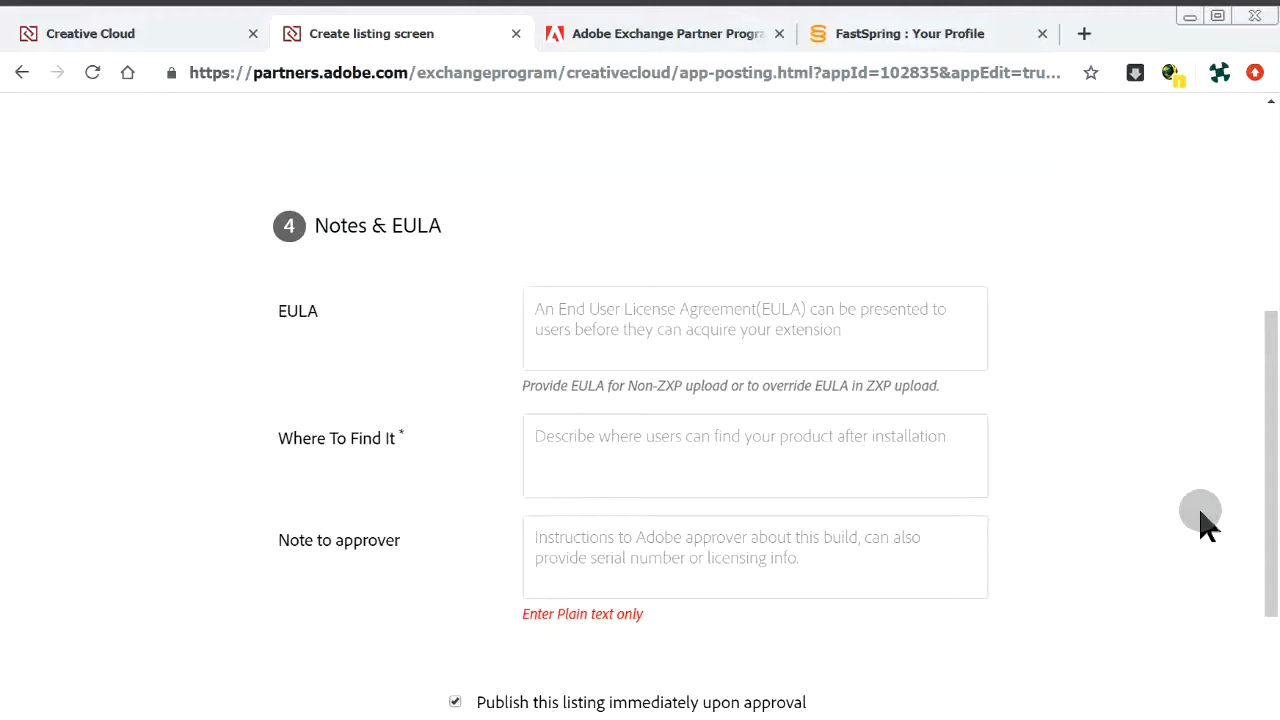 Creative Cloud
Create listing screen
Adobe Exchange Partner Progra
FastSpring : Your Profile
https://partners.adobe.com/exchangeprogram/creativecloud/app-posting.html?appId=102835&appEdit=tru...
4 Notes & EULA
EULA
An End User License Agreement(EULA) can be presented to
users before they can acquire your extension
Provide EULA for Non-ZXP upload or to override EULA in ZXP upload.
Where To Find It *
Describe where users can find your product after installation.
Note to approver
Instructions to Adobe approver about this build, can also
provide serial number or licensing info.
Enter Plain text only
Publish this listing immediately upon approval